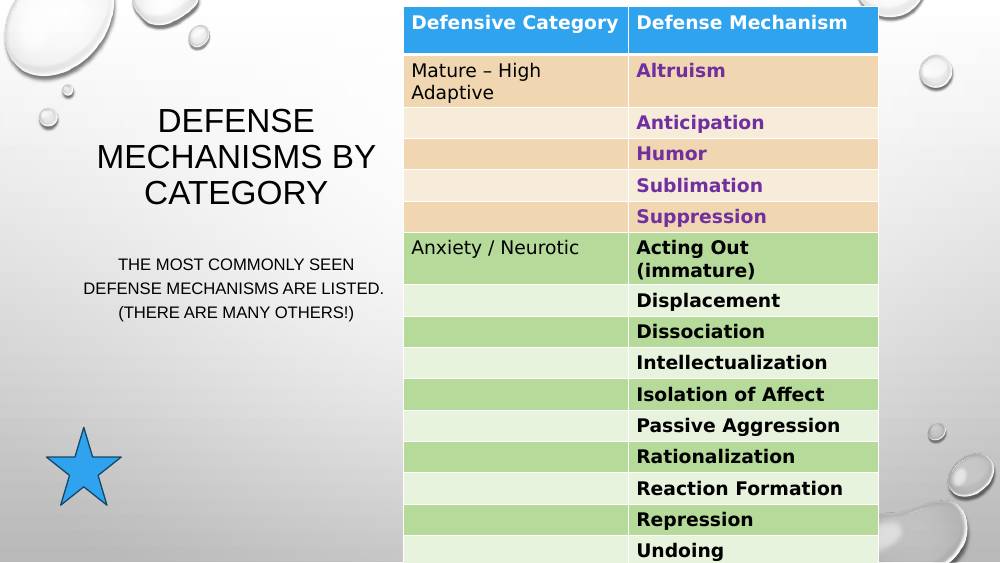 DEFENSE
MECHANISMS BY
CATEGORY
THE MOST COMMONLY SEEN
DEFENSE MECHANISMS ARE LISTED.
(THERE ARE MANY OTHERS!)
Defensive Category Defense Mechanism
Mature – High Altruism
Adaptive
Anticipation
Humor
Sublimation
Suppression
Anxiety / Neurotic Acting Out
(immature)
Displacement
Dissociation
Intellectualization
Isolation of Affect
Passive Aggression
Rationalization
Reaction Formation
Repression
Undoing